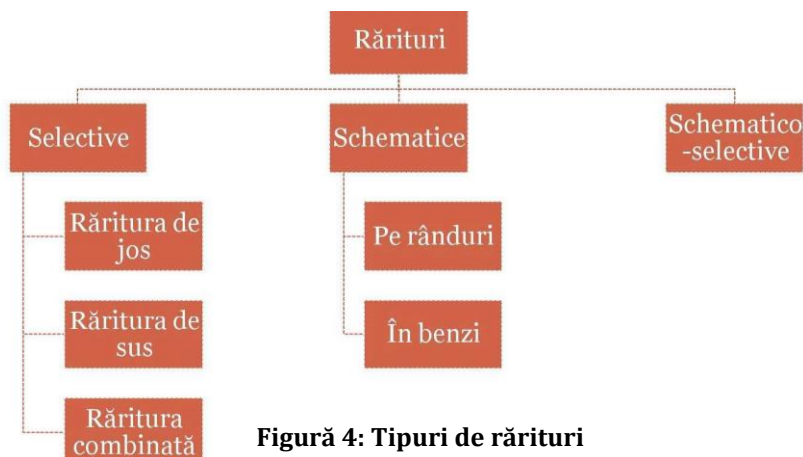 Rărituri
Selective
Schematice
Schematico
-selective
Răritura de
jos
Pe rânduri
Răritura de
sus
În benzi
Răritura
combinată
Figură 4: Tipuri de rărituri